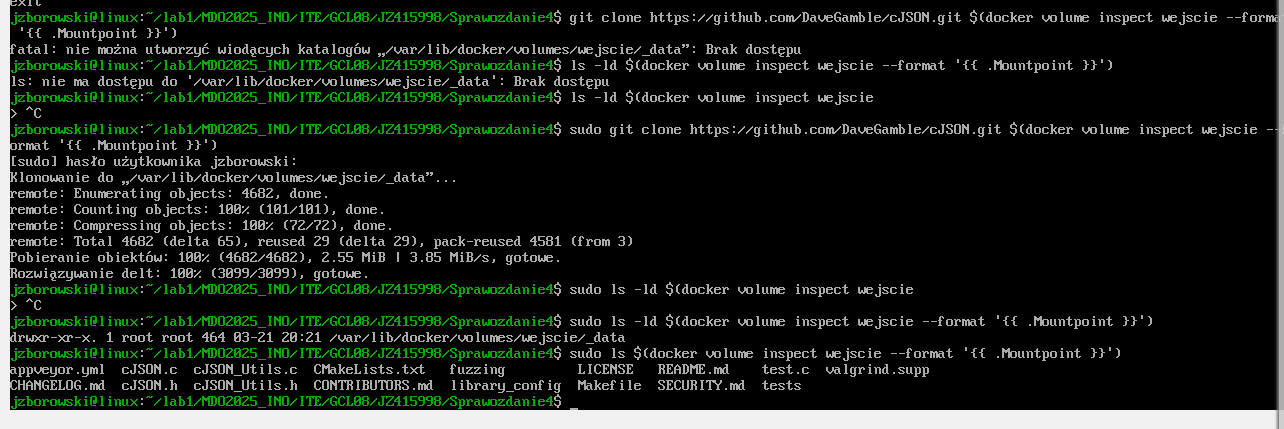 exit
jzborowski@linux:~/lab1/MDO2025_INO/ITE/GCL08/JZ415998/Sprawozdanie4$ git clone https://github.com/DaveGamble/cJSON.git $(docker volume inspect wejscie --forma
 '{{ .Mountpoint }}')
fatal: nie można utworzyć wiodących katalogów „/var/lib/docker/volumes/wejscie/_data”: Brak dostępu
jzborowski@linux:~/lab1/MDO2025_INO/ITE/GCL08/JZ415998/Sprawozdanie4$ ls -ld $(docker volume inspect wejscie --format '{{ .Mountpoint }}')
ls: nie ma dostępu do '/var/lib/docker/volumes/wejscie/_data': Brak dostępu
jzborowski@linux:~/lab1/MDO2025_INO/ITE/GCL08/JZ415998/Sprawozdanie4$ ls -ld $(docker volume inspect wejscie
> ^C
jzborowski@linux:~/lab1/MDO2025_INO/ITE/GCL08/JZ415998/Sprawozdanie4$ sudo git clone https://github.com/DaveGamble/cJSON.git $(docker volume inspect wejscie --
ormat '{{ .Mountpoint }}')
[sudo] hasło użytkownika jzborowski:
Klonowanie do „/var/lib/docker/volumes/wejscie/_data”...
remote: Enumerating objects: 4682, done.
remote: Counting objects: 100% (101/101), done.
remote: Compressing objects: 100% (72/72), done.
remote: Total 4682 (delta 65), reused 29 (delta 29), pack-reused 4581 (from 3)
Pobieranie obiektów: 100% (4682/4682), 2.55 MiB | 3.85 MiB/s, gotowe.
Rozwiązywanie delt: 100% (3099/3099), gotowe.
jzborowski@linux:~/lab1/MDO2025_INO/ITE/GCL08/JZ415998/Sprawozdanie4$ sudo ls -ld $(docker volume inspect wejscie
> ^C
jzborowski@linux:~/lab1/MDO2025_INO/ITE/GCL08/JZ415998/Sprawozdanie4$ sudo ls -ld $(docker volume inspect wejscie --format '{{ .Mountpoint }}')
drwxr-xr-x. 1 root root 464 03-21 20:21 /var/lib/docker/volumes/wejscie/_data
jzborowski@linux:~/lab1/MDO2025_INO/ITE/GCL08/JZ415998/Sprawozdanie4$ sudo ls $(docker volume inspect wejscie --format '{{ .Mountpoint }}')
appveyor.yml  cJSON.c  cJSON_Utils.c  CMakeLists.txt   fuzzing         LICENSE   README.md    test.c  valgrind.supp
CHANGELOG.md  cJSON.h  cJSON_Utils.h  CONTRIBUTORS.md  library_config  Makefile  SECURITY.md  tests
jzborowski@linux:~/lab1/MDO2025_INO/ITE/GCL08/JZ415998/Sprawozdanie4$ _